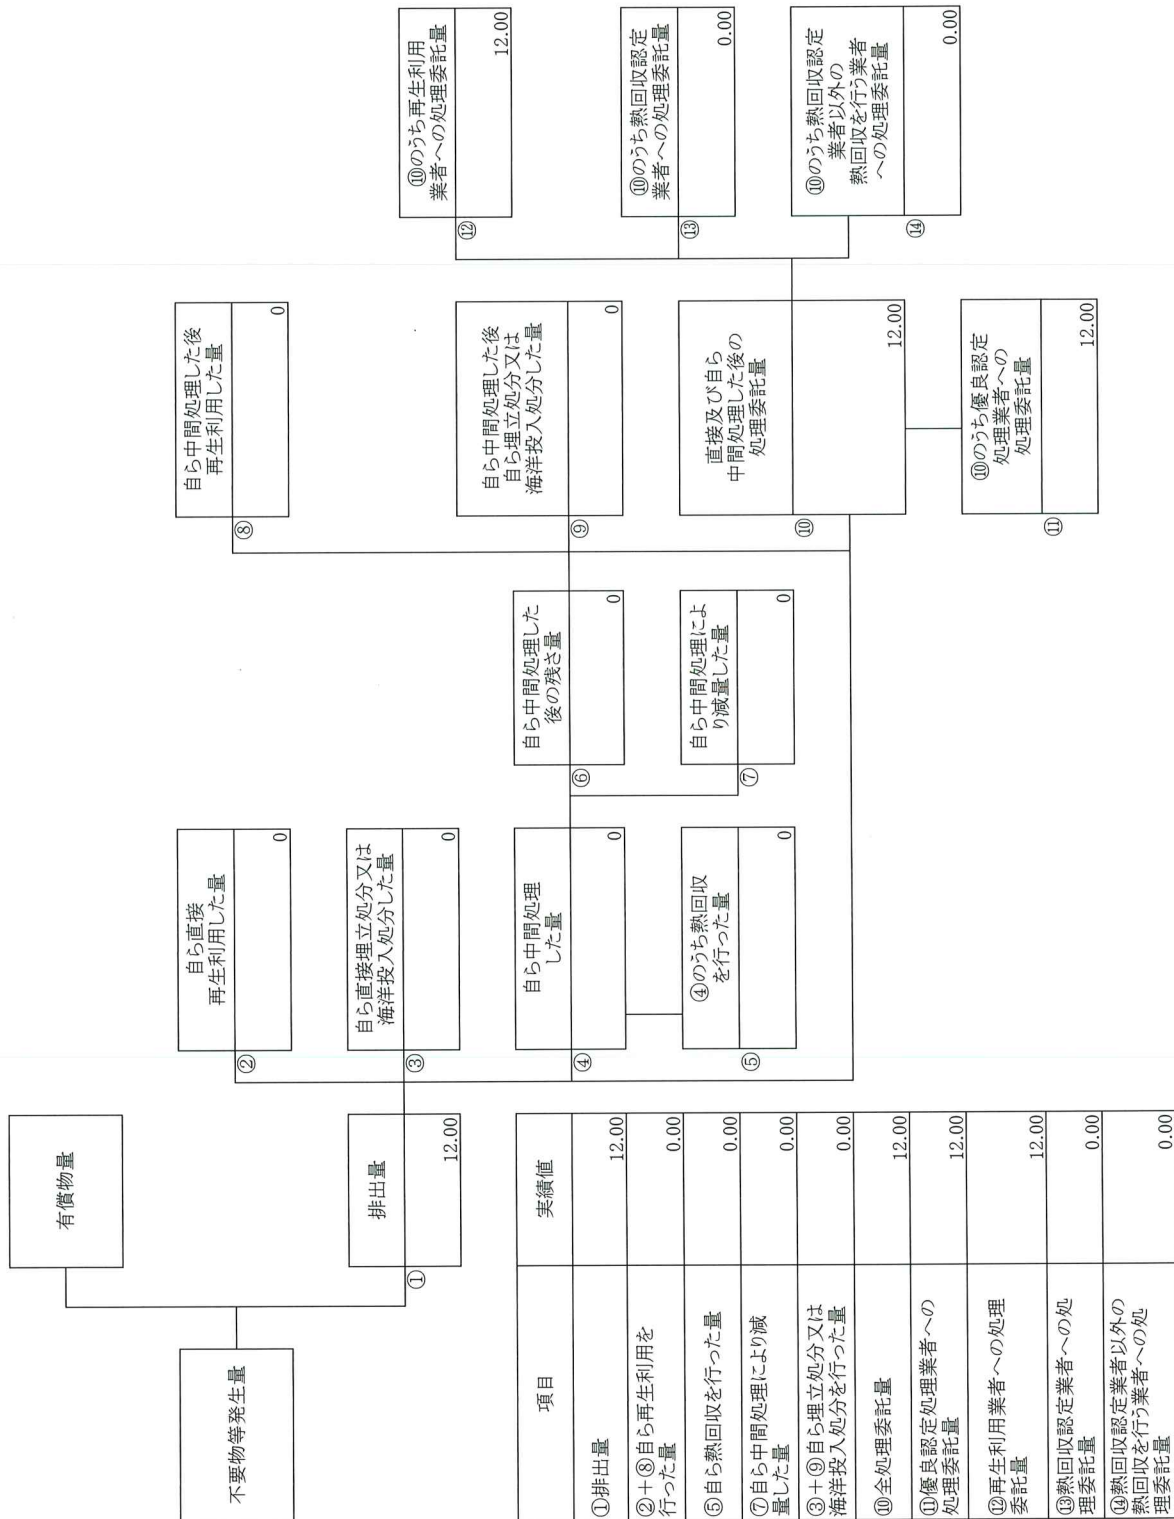 不要物等発生量
有償物量
排出量
①
12.00
自ら直接
再生利用した量
②
0
自ら直接埋立処分又は
海洋投入処分した量
③
0
自ら中間処理
した量
④
0
④のうち熱回収
を行った量
⑤
0
自ら中間処理した
後の残さ量
⑥
0
自ら中間処理によ
り減量した量
⑦
0
自ら中間処理した後
再生利用した量
⑧
0
自ら中間処理した後
自ら埋立処分又は
海洋投入処分した量
⑨
0
直接及び自ら
中間処理した後の
処理委託量
⑩
12.00
⑩のうち優良認定
処理業者への
処理委託量
⑪
12.00
⑩のうち再生利用
業者への処理委託量
⑫
12.00
⑩のうち熱回収認定
業者への処理委託量
⑬
0.00
⑩のうち熱回収認定
業者以外の
熱回収を行う業者
への処理委託量
⑭
0.00
項目 実績値
①排出量 12.00
②+⑧自ら再生利用を
行った量 0.00
⑤自ら熱回収を行った量 0.00
⑦自ら中間処理により減
量した量 0.00
③+⑨自ら埋立処分又は
海洋投入処分を行った量 0.00
⑩全処理委託量 12.00
⑪優良認定処理業者への
処理委託量 12.00
⑫再生利用業者への処理
委託量 12.00
⑬熱回収認定業者への処
理委託量 0.00
⑭熱回収認定業者以外の
熱回収を行う業者への処
理委託量 0.00